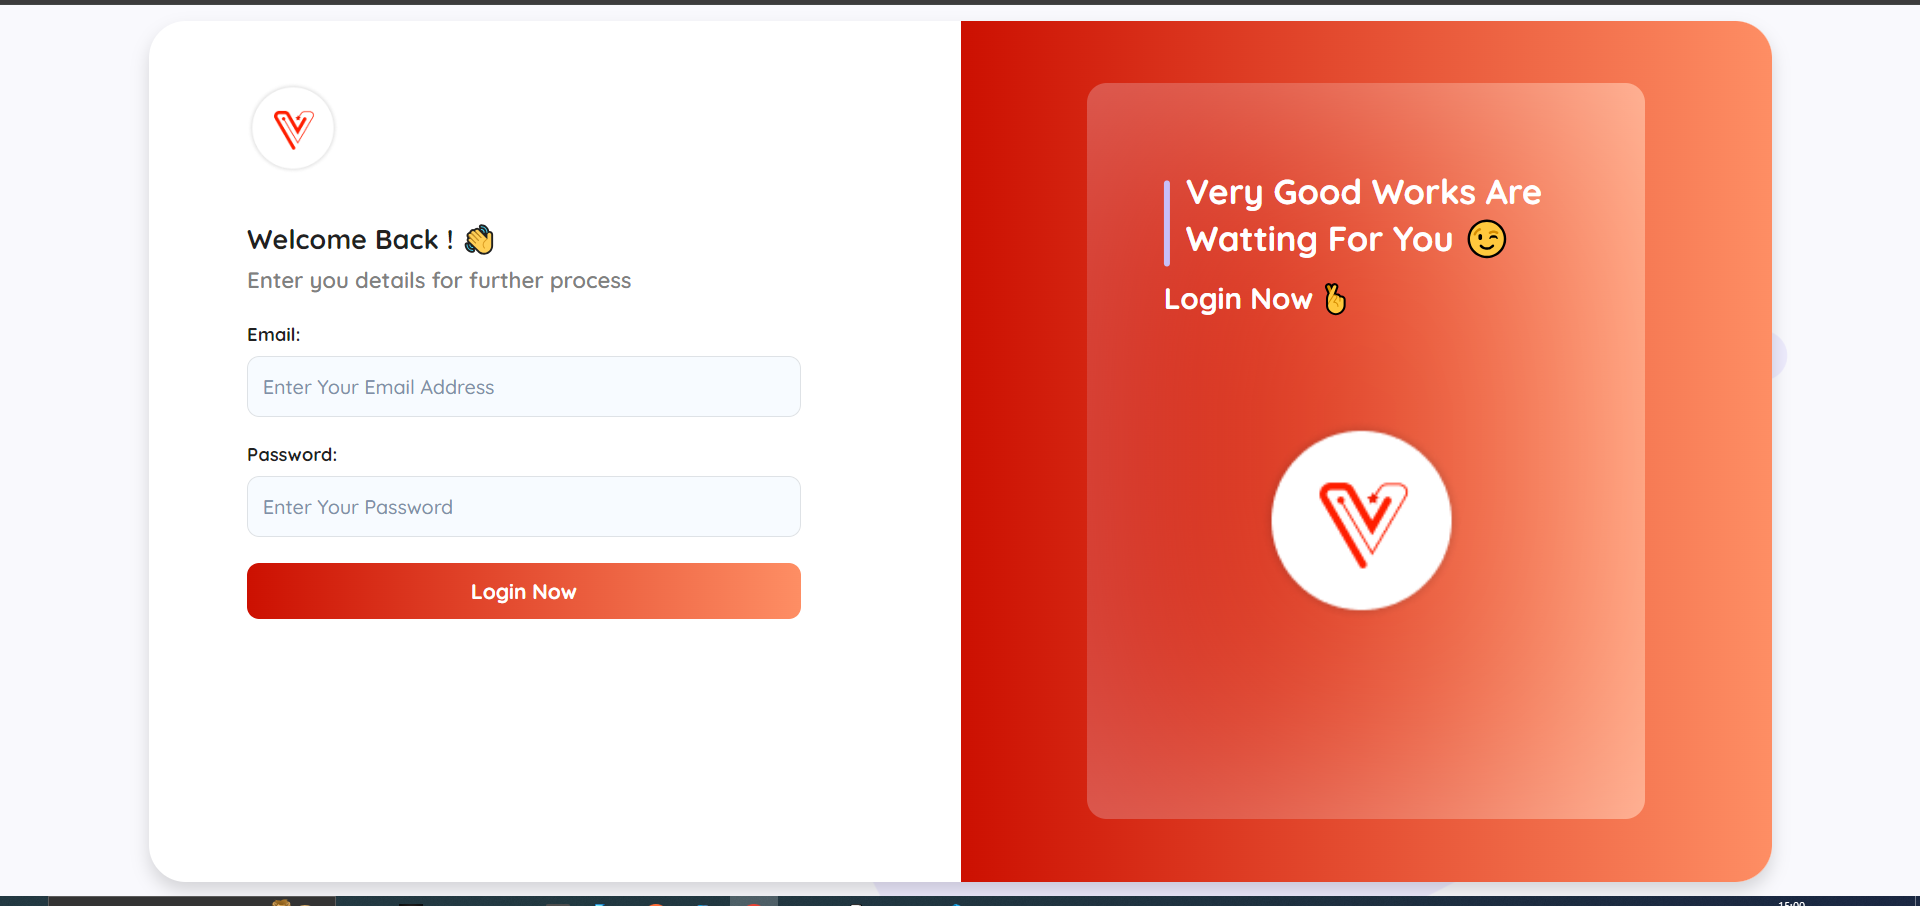 Welcome Back ! 👋
Enter you details for further process
Email:
Enter Your Email Address
Password:
Enter Your Password
Login Now
Very Good Works Are
Watting For You 😉
Login Now 🫰